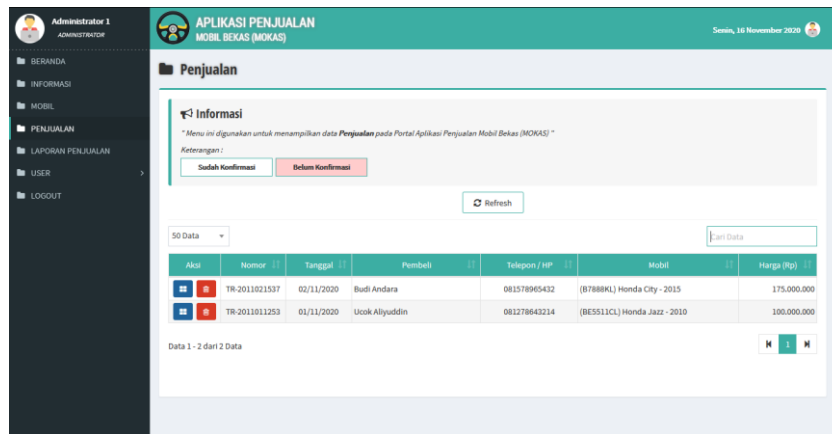 Administrator 1
ADMINISTRATOR
APLIKASI PENJUALAN
MOBIL BEKAS (MOKAS)
Senin, 16 November 2020
BERANDA
INFORMASI
MOBIL
PENJUALAN
LAPORAN PENJUALAN
USER
LOGOUT
Penjualan
Informasi
" Menu ini digunakan untuk menampilkan data Penjualan pada Portal Aplikasi Penjualan Mobil Bekas (MOKAS) "
Keterangan :
Sudah Konfirmasi Belum Konfirmasi
Refresh
50 Data Cari Data
Aksi Nomor Tanggal Pembeli Telepon / HP Mobil Harga (Rp)
TR-2011021537 02/11/2020 Budi Andara 081578965432 (B7888KL) Honda City - 2015 175.000.000
TR-2011011253 01/11/2020 Ucok Aliyuddin 081278643214 (BE5511CL) Honda Jazz - 2010 100.000.000
Data 1 - 2 dari 2 Data 1